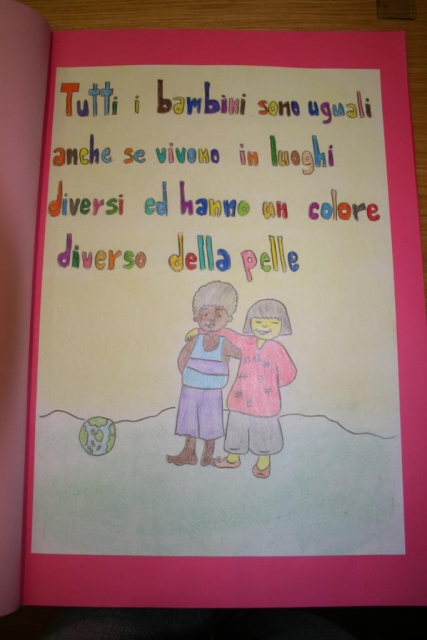 Tutti i bambini sono uguali
anche se vivono in luoghi
diversi ed hanno un colore
diverso della pelle